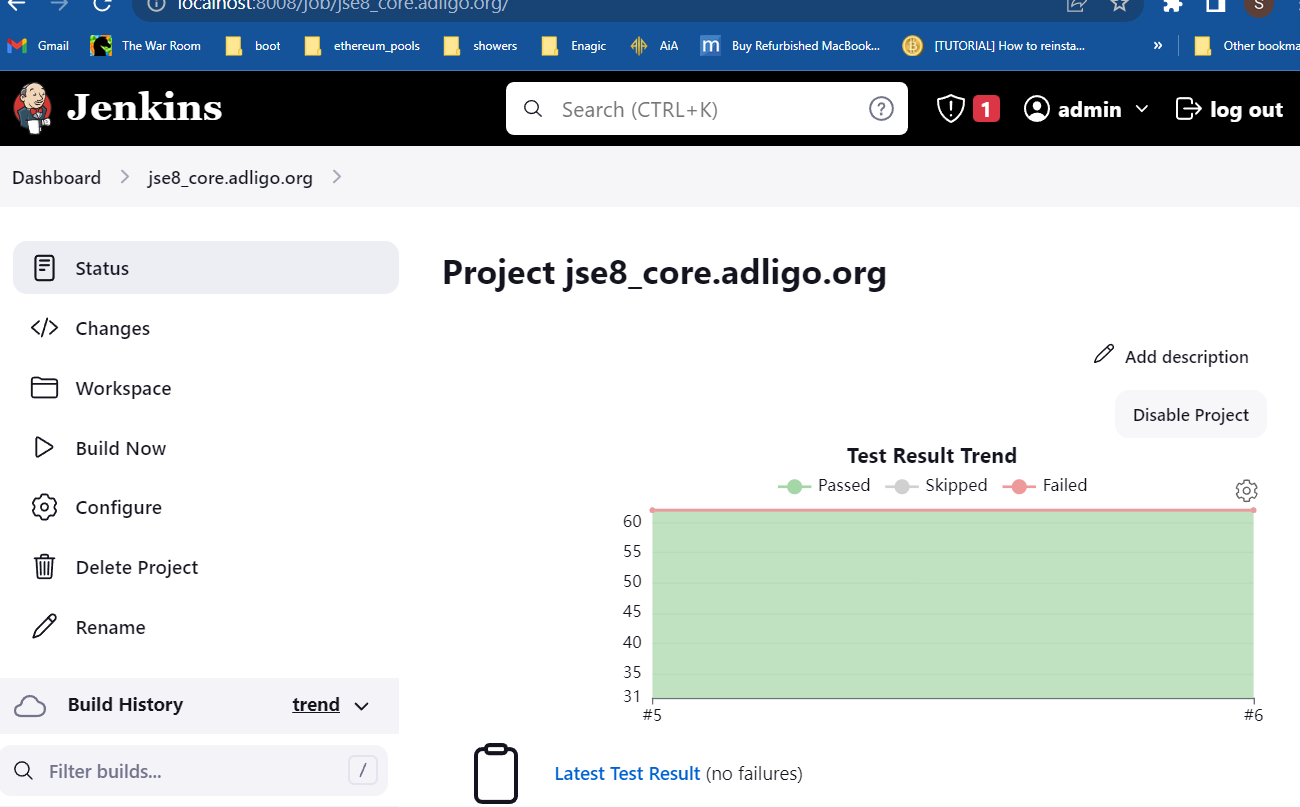 localhost:8008/job/jse8_core.adligo.org/
S
Gmail
The War Room
boot
ethereum_pools
showers
Enagic
AiA
m
Buy Refurbished MacBook...
[TUTORIAL] How to reinsta...
»
Other bookma
Jenkins
Search (CTRL+K)
?
1
admin
log out
Dashboard
jse8_core.adligo.org
Status
Changes
Workspace
Build Now
Configure
Delete Project
Rename
Build History
trend
Filter builds...
/
Project jse8_core.adligo.org
Add description
Disable Project
Test Result Trend
Passed Skipped Failed
60
55
50
45
40
35
31
#5 #6
Latest Test Result (no failures)